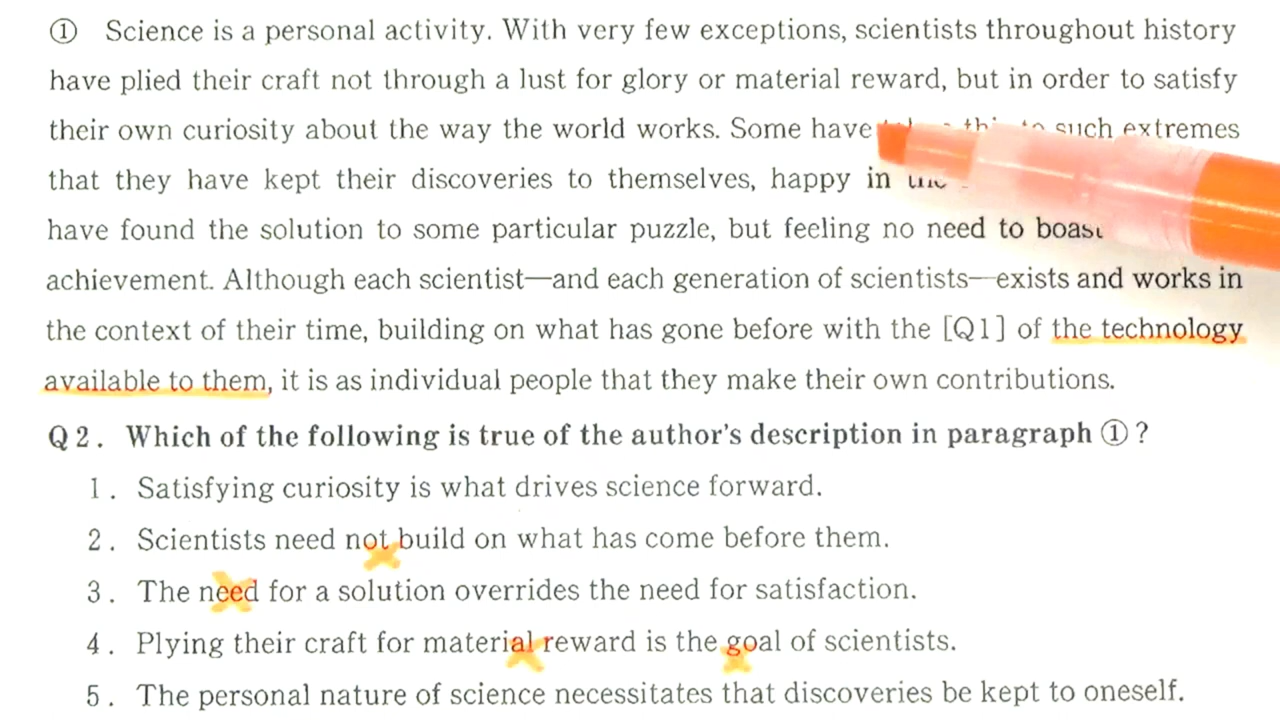 ① Science is a personal activity. With very few exceptions, scientists throughout history
have plied their craft not through a lust for glory or material reward, but in order to satisfy
their own curiosity about the way the world works. Some have such extremes
that they have kept their discoveries to themselves, happy in
have found the solution to some particular puzzle, but feeling no need to boast
achievement. Although each scientist—and each generation of scientists—exists and works in
the context of their time, building on what has gone before with the [Q1] of the technology
available to them, it is as individual people that they make their own contributions.
Q2. Which of the following is true of the author's description in paragraph ①?
1. Satisfying curiosity is what drives science forward.
2. Scientists need not build on what has come before them.
3. The need for a solution overrides the need for satisfaction.
4. Plying their craft for material reward is the goal of scientists.
5. The personal nature of science necessitates that discoveries be kept to oneself.